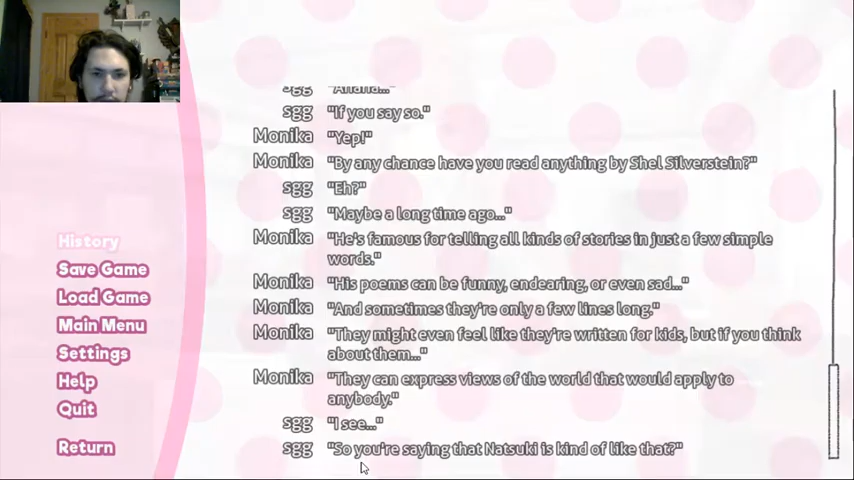 sgg "Ahaha..."
sgg "If you say so."
Monika "Yep!"
Monika "By any chance have you read anything by Shel Silverstein?"
sgg "Eh?"
sgg "Maybe a long time ago..."
Monika "He's famous for telling all kinds of stories in just a few simple
words."
Monika "His poems can be funny, endearing, or even sad..."
Monika "And sometimes they're only a few lines long."
Monika "They might even feel like they're written for kids, but if you think
about them..."
Monika "They can express views of the world that would apply to
anybody."
sgg "I see..."
sgg "So you're saying that Natsuki is kind of like that?"
History
Save Game
Load Game
Main Menu
Settings
Help
Quit
Return